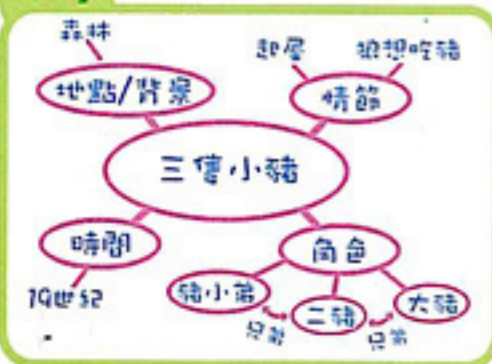 森林
起屋 狼想吃豬
地點/背景 情節
三隻小豬
時間 角色
19世紀 豬小弟 二豬 大豬
兄弟 兄弟